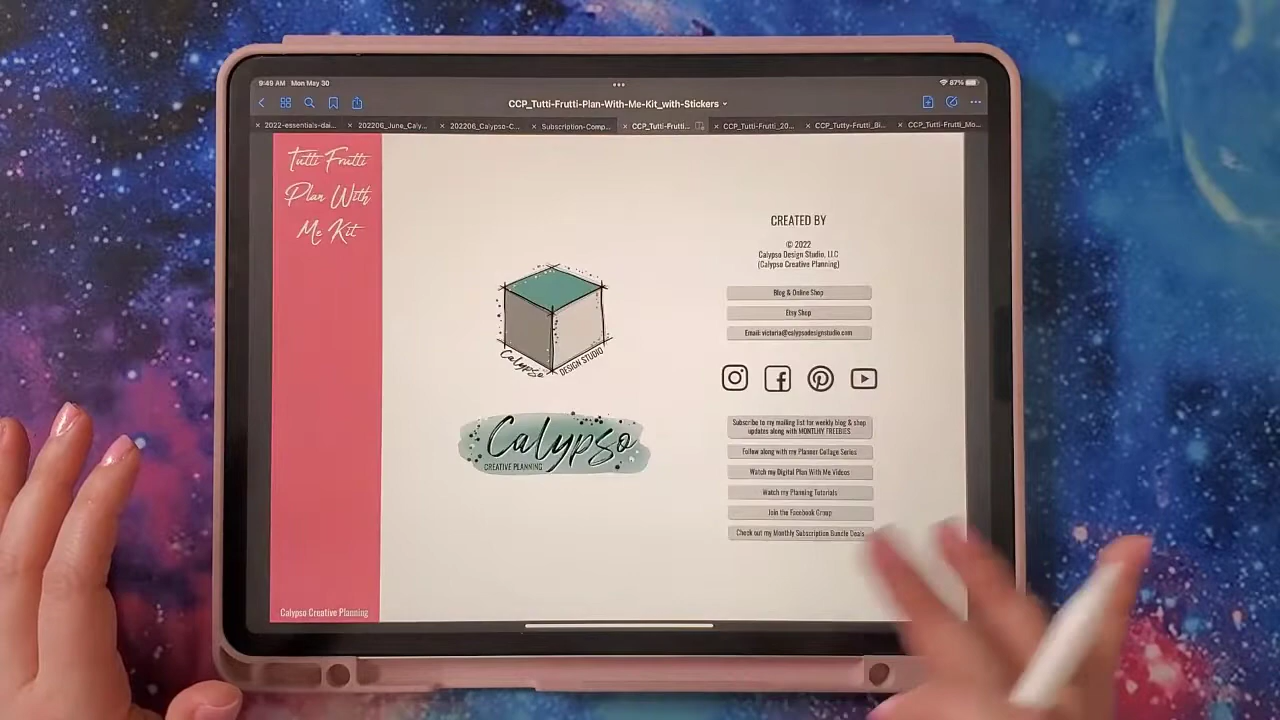 9:49 AM Mon May 30
87%
CCP_Tutti-Frutti-Plan-With-Me-Kit_with-Stickers
2022-essentials-dai...
202206_June_Caly...
202206_Calypso-C...
Subscription-Comp...
CCP_Tutti-Frutti...
CCP_Tutti-Frutti_20...
CCP_Tutty-Frutti_Bi...
CCP_Tutti-Frutti_Mo...
Tutti Frutti
Plan With
Me Kit
Calypso DESIGN STUDIO
Calypso
CREATIVE PLANNING
CREATED BY
© 2022
Calypso Design Studio, LLC
(Calypso Creative Planning)
Blog & Online Shop
Etsy Shop
Email: victoria@calypsodesignstudio.com
Subscribe to my mailing list for weekly blog & shop
updates along with MONTLHY FREEBIES
Follow along with my Planner Collage Series
Watch my Digital Plan With Me Videos
Watch my Planning Tutorials
Join the Facebook Group
Check out my Monthly Subscription Bundle Deals
Calypso Creative Planning